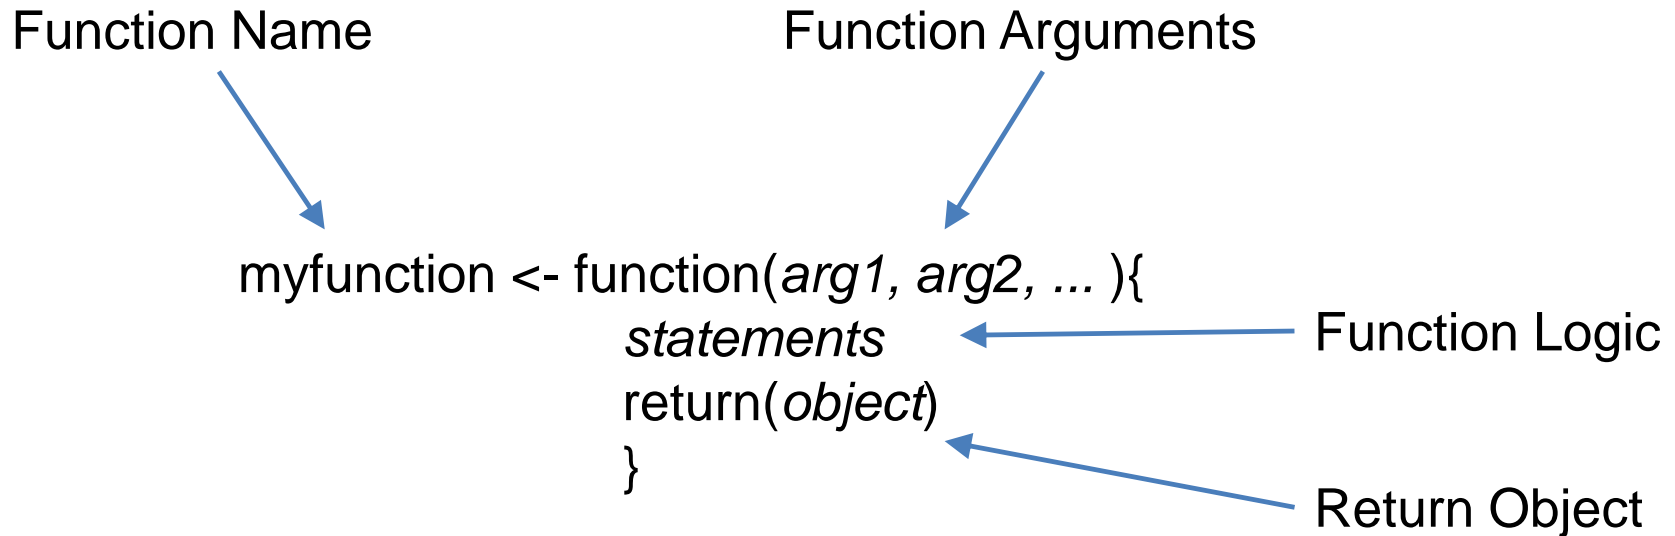 Function Name
Function Arguments
myfunction <- function(arg1, arg2, ... ){
statements
Function Logic
return(object)
}
Return Object